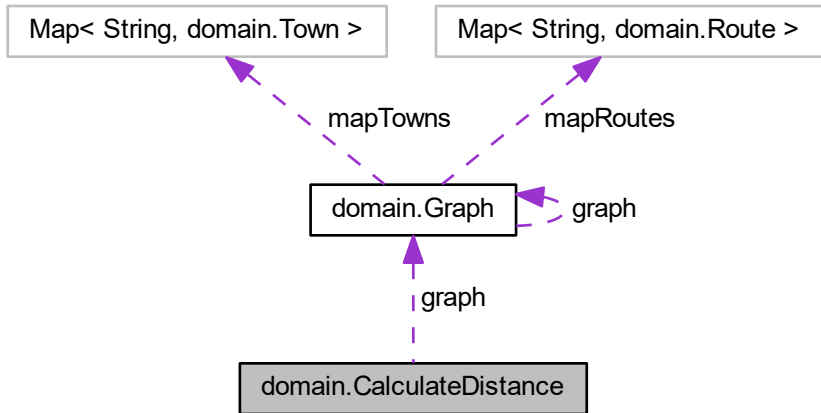 Map< String, domain.Town >
Map< String, domain.Route >
mapTowns
mapRoutes
domain.Graph
graph
graph
domain.CalculateDistance